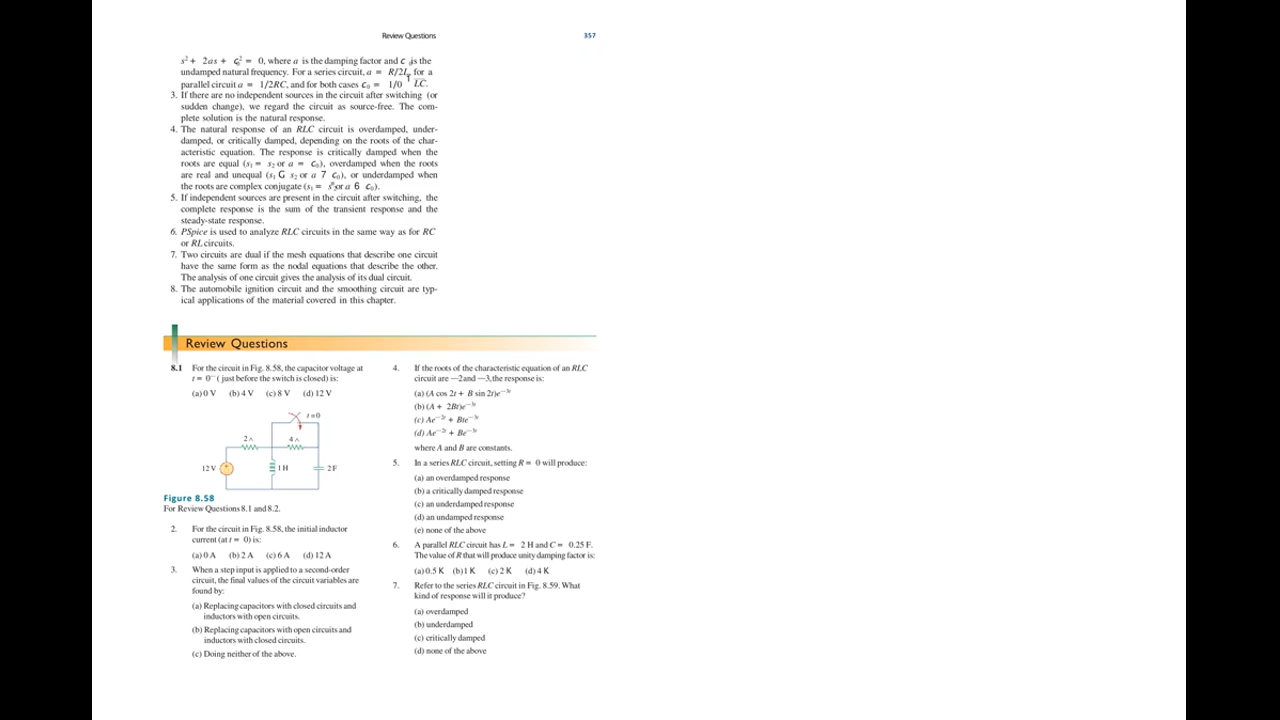 Review Questions 357
s² + 2as + c₀² = 0, where a is the damping factor and c is the
undamped natural frequency. For a series circuit, a = R/2L, for a
parallel circuit a = 1/2RC, and for both cases c₀ = 1/0 LC.
3. If there are no independent sources in the circuit after switching (or
sudden change), we regard the circuit as source-free. The com-
plete solution is the natural response.
4. The natural response of an RLC circuit is overdamped, under-
damped, or critically damped, depending on the roots of the char-
acteristic equation. The response is critically damped when the
roots are equal (s₁ = s₂ or a = c₀), overdamped when the roots
are real and unequal (s₁ G s₂ or a 7 c₀), or underdamped when
the roots are complex conjugate (s₁ = s*₂or a 6 c₀).
5. If independent sources are present in the circuit after switching, the
complete response is the sum of the transient response and the
steady-state response.
6. PSpice is used to analyze RLC circuits in the same way as for RC
or RL circuits.
7. Two circuits are dual if the mesh equations that describe one circuit
have the same form as the nodal equations that describe the other.
The analysis of one circuit gives the analysis of its dual circuit.
8. The automobile ignition circuit and the smoothing circuit are typ-
ical applications of the material covered in this chapter.
Review Questions
8.1 For the circuit in Fig. 8.58, the capacitor voltage at
t = 0⁻ ( just before the switch is closed) is:
(a) 0 V (b) 4 V (c) 8 V (d) 12 V
t = 0
2 4
12 V 1 H 2 F
Figure 8.58
For Review Questions 8.1 and 8.2.
2. For the circuit in Fig. 8.58, the initial inductor
current (at t = 0) is:
(a) 0 A (b) 2 A (c) 6 A (d) 12 A
3. When a step input is applied to a second-order
circuit, the final values of the circuit variables are
found by:
(a) Replacing capacitors with closed circuits and
inductors with open circuits.
(b) Replacing capacitors with open circuits and
inductors with closed circuits.
(c) Doing neither of the above.
4. If the roots of the characteristic equation of an RLC
circuit are —2and —3,the response is:
(a) (A cos 2t + B sin 2t)e⁻³ᵗ
(b) (A + 2Bt)e⁻³ᵗ
(c) Ae⁻²ᵗ + Bte⁻³ᵗ
(d) Ae⁻²ᵗ + Be⁻³ᵗ
where A and B are constants.
5. In a series RLC circuit, setting R = 0 will produce:
(a) an overdamped response
(b) a critically damped response
(c) an underdamped response
(d) an undamped response
(e) none of the above
6. A parallel RLC circuit has L = 2 H and C = 0.25 F.
The value of R that will produce unity damping factor is:
(a) 0.5 K (b)1 K (c) 2 K (d) 4 K
7. Refer to the series RLC circuit in Fig. 8.59. What
kind of response will it produce?
(a) overdamped
(b) underdamped
(c) critically damped
(d) none of the above